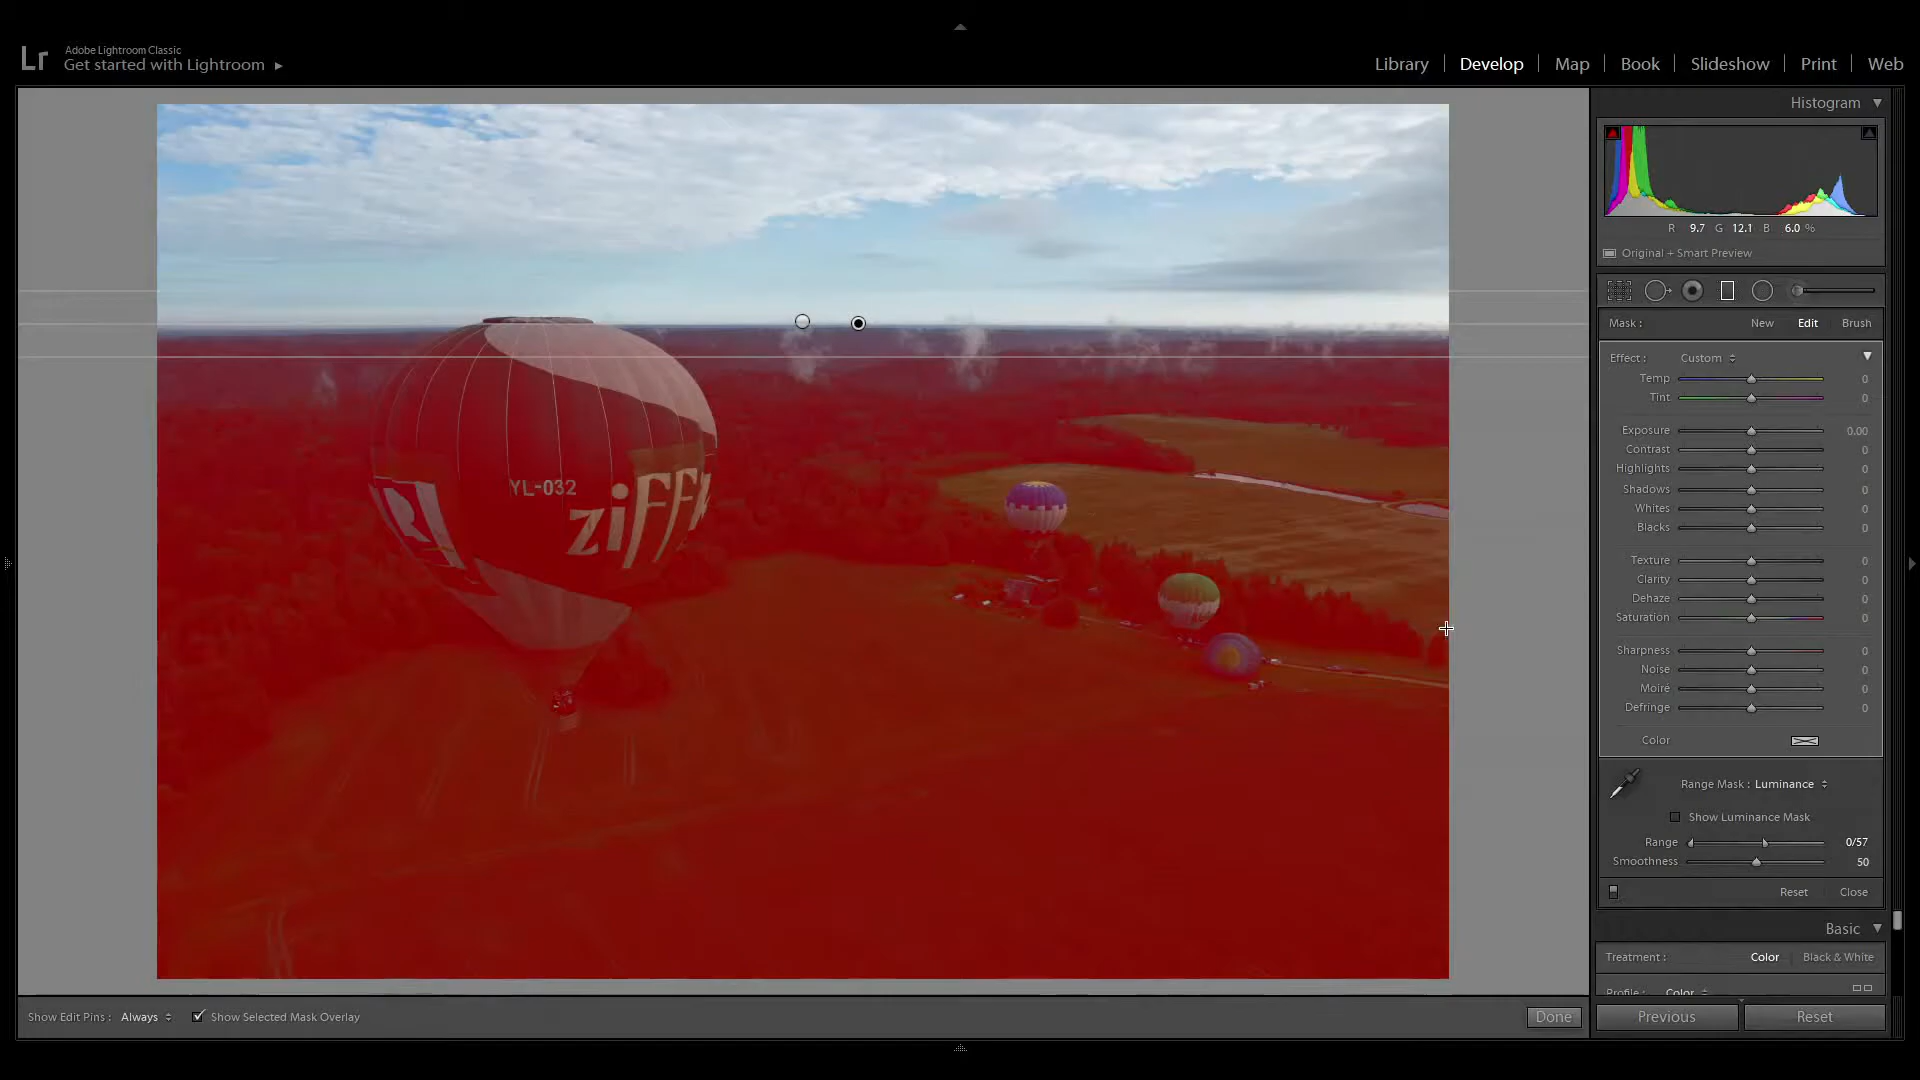 Lr
Adobe Lightroom Classic
Get started with Lightroom ▶
Library
Develop
Map
Book
Slideshow
Print
Web
Histogram ▼
R 9.7 G 12.1 B 6.0 %
Original + Smart Preview
Mask : New Edit Brush
Effect : Custom
Temp 0
Tint 0
Exposure 0.00
Contrast 0
Highlights 0
Shadows 0
Whites 0
Blacks 0
Texture 0
Clarity 0
Dehaze 0
Saturation 0
Sharpness 0
Noise 0
Moiré 0
Defringe 0
Color
Range Mask : Luminance
Show Luminance Mask
Range 0/57
Smoothness 50
Reset Close
Basic ▼
Treatment : Color Black & White
Profile : Color
Previous Reset
YL-032
ZiFF
Show Edit Pins : Always
Show Selected Mask Overlay
Done